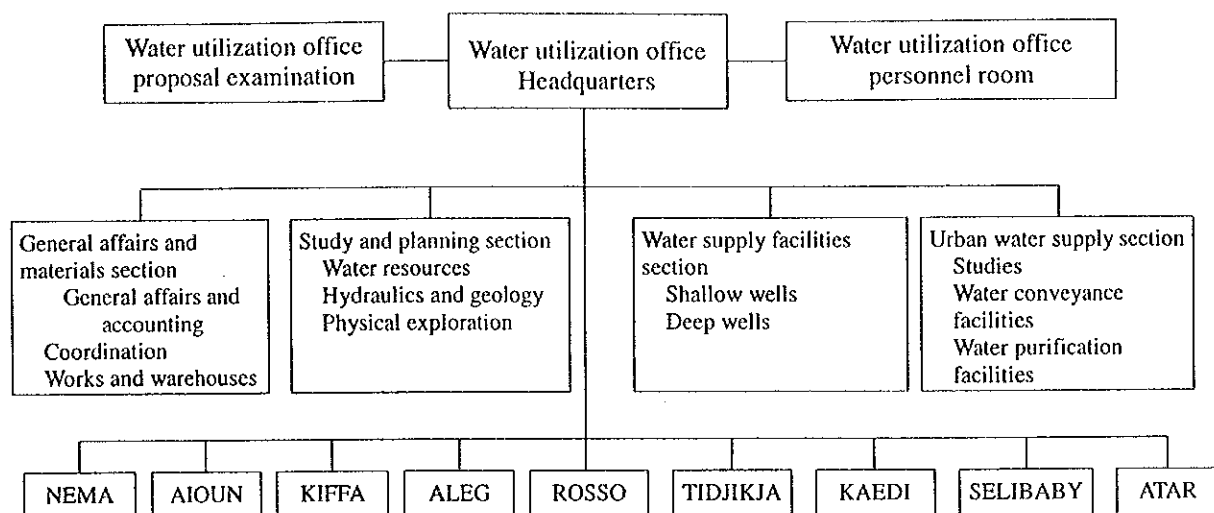 Water utilization office
proposal examination
Water utilization office
Headquarters
Water utilization office
personnel room
General affairs and
materials section
General affairs and
accounting
Coordination
Works and warehouses
Study and planning section
Water resources
Hydraulics and geology
Physical exploration
Water supply facilities
section
Shallow wells
Deep wells
Urban water supply section
Studies
Water conveyance
facilities
Water purification
facilities
NEMA
AIOUN
KIFFA
ALEG
ROSSO
TIDJIKJA
KAEDI
SELIBABY
ATAR